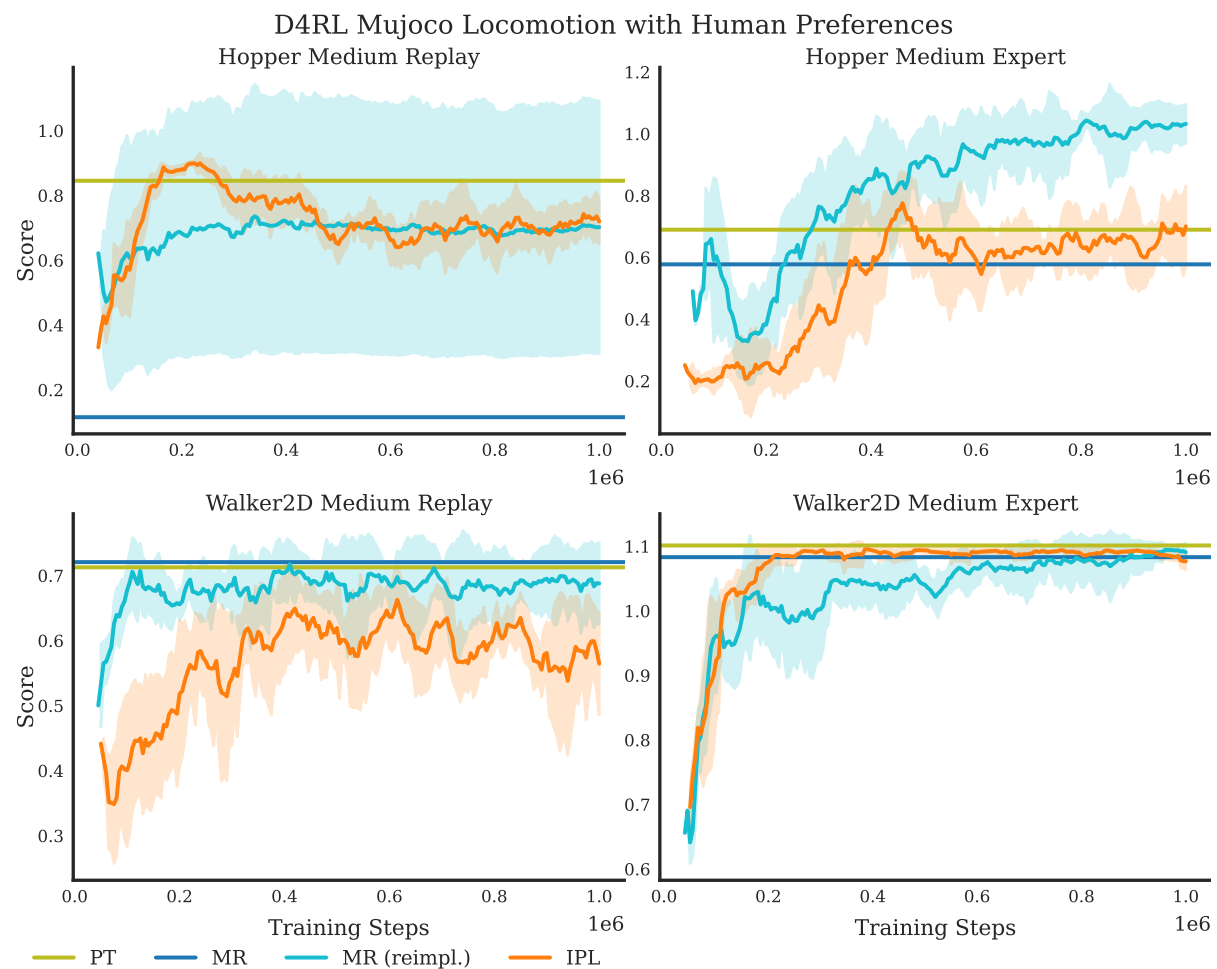 D4RL Mujoco Locomotion with Human Preferences
Hopper Medium Replay
Score
1.0
0.8
0.6
0.4
0.2
0.0 0.2 0.4 0.6 0.8 1.0
1e6
Hopper Medium Expert
1.2
1.0
0.8
0.6
0.4
0.2
0.0 0.2 0.4 0.6 0.8 1.0
1e6
Walker2D Medium Replay
Score
0.7
0.6
0.5
0.4
0.3
0.0 0.2 0.4 0.6 0.8 1.0
1e6
Training Steps
Walker2D Medium Expert
1.1
1.0
0.9
0.8
0.7
0.6
0.0 0.2 0.4 0.6 0.8 1.0
1e6
Training Steps
PT MR MR (reimpl.) IPL